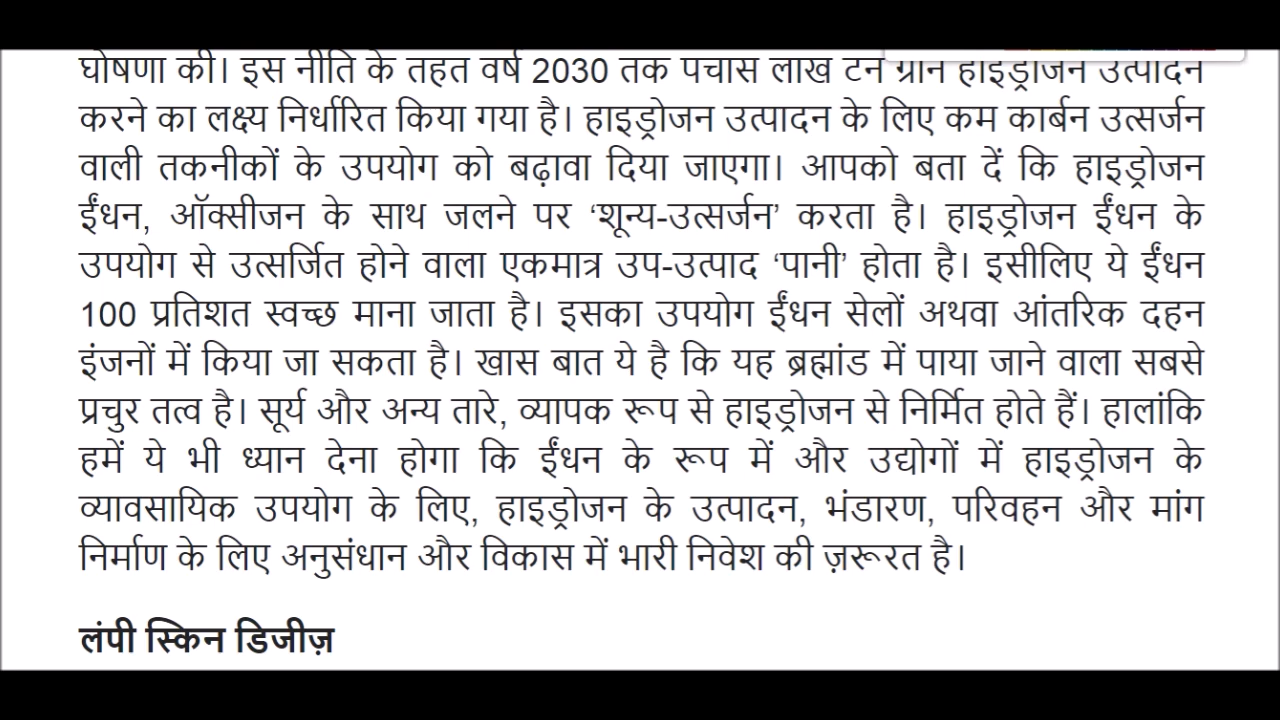 घोषणा की। इस नीति के तहत वर्ष 2030 तक पचास लाख टन ग्रीन हाइड्रोजन उत्पादन
करने का लक्ष्य निर्धारित किया गया है। हाइड्रोजन उत्पादन के लिए कम कार्बन उत्सर्जन
वाली तकनीकों के उपयोग को बढ़ावा दिया जाएगा। आपको बता दें कि हाइड्रोजन
ईंधन, ऑक्सीजन के साथ जलने पर ‘शून्य-उत्सर्जन’ करता है। हाइड्रोजन ईंधन के
उपयोग से उत्सर्जित होने वाला एकमात्र उप-उत्पाद ‘पानी’ होता है। इसीलिए ये ईंधन
100 प्रतिशत स्वच्छ माना जाता है। इसका उपयोग ईंधन सेलों अथवा आंतरिक दहन
इंजनों में किया जा सकता है। खास बात ये है कि यह ब्रह्मांड में पाया जाने वाला सबसे
प्रचुर तत्व है। सूर्य और अन्य तारे, व्यापक रूप से हाइड्रोजन से निर्मित होते हैं। हालांकि
हमें ये भी ध्यान देना होगा कि ईंधन के रूप में और उद्योगों में हाइड्रोजन के
व्यावसायिक उपयोग के लिए, हाइड्रोजन के उत्पादन, भंडारण, परिवहन और मांग
निर्माण के लिए अनुसंधान और विकास में भारी निवेश की ज़रूरत है।
लंपी स्किन डिजीज़